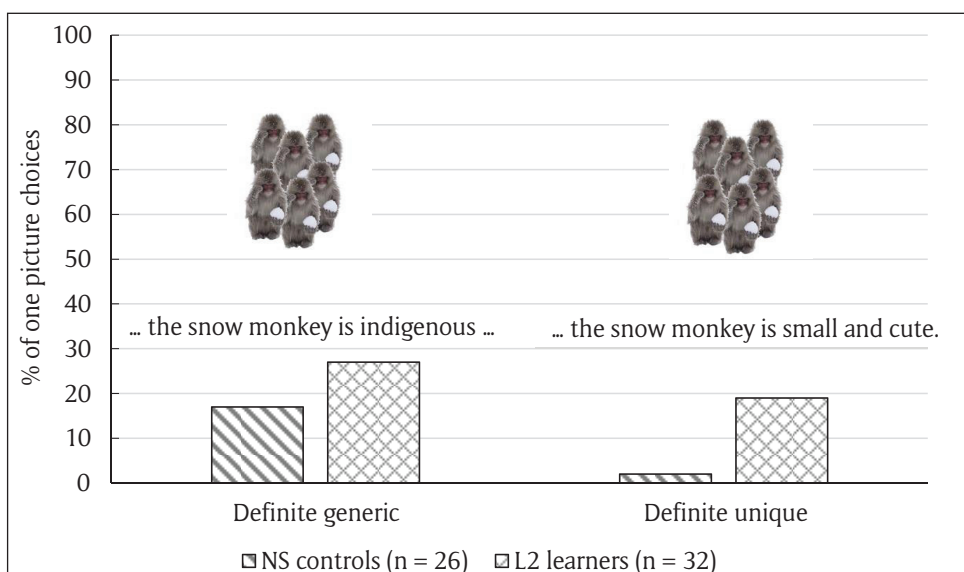 % of one picture choices
100
90
80
70
60
50
40
30
20
10
0
... the snow monkey is indigenous ...
... the snow monkey is small and cute.
Definite generic
Definite unique
NS controls (n = 26)
L2 learners (n = 32)